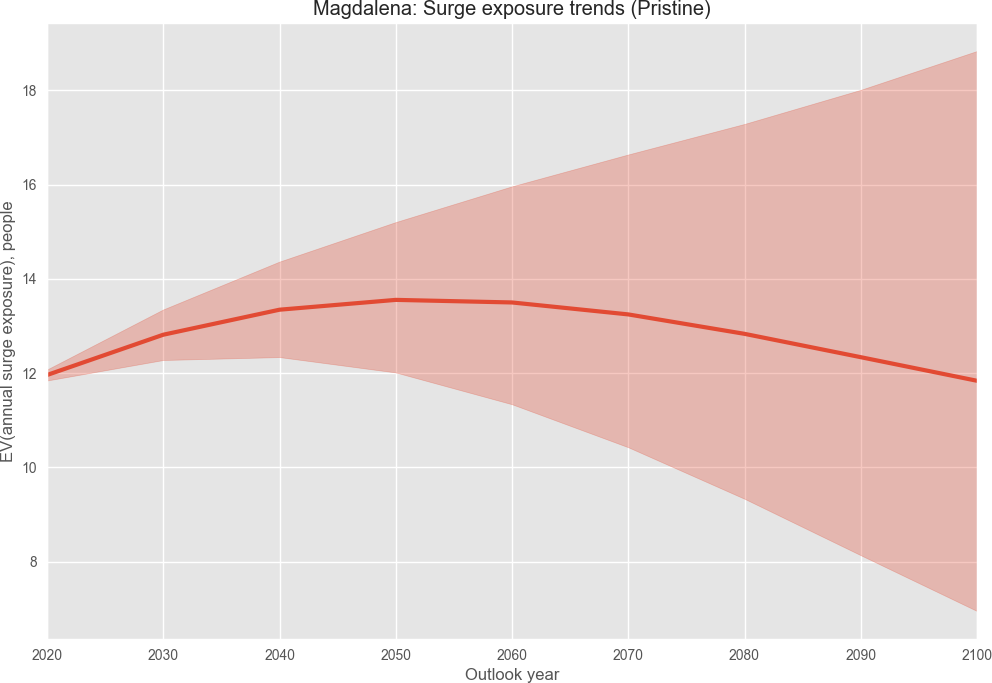 Magdalena: Surge exposure trends (Pristine)
EV(annual surge exposure), people
18
16
14
12
10
8
2020 2030 2040 2050 2060 2070 2080 2090 2100
Outlook year